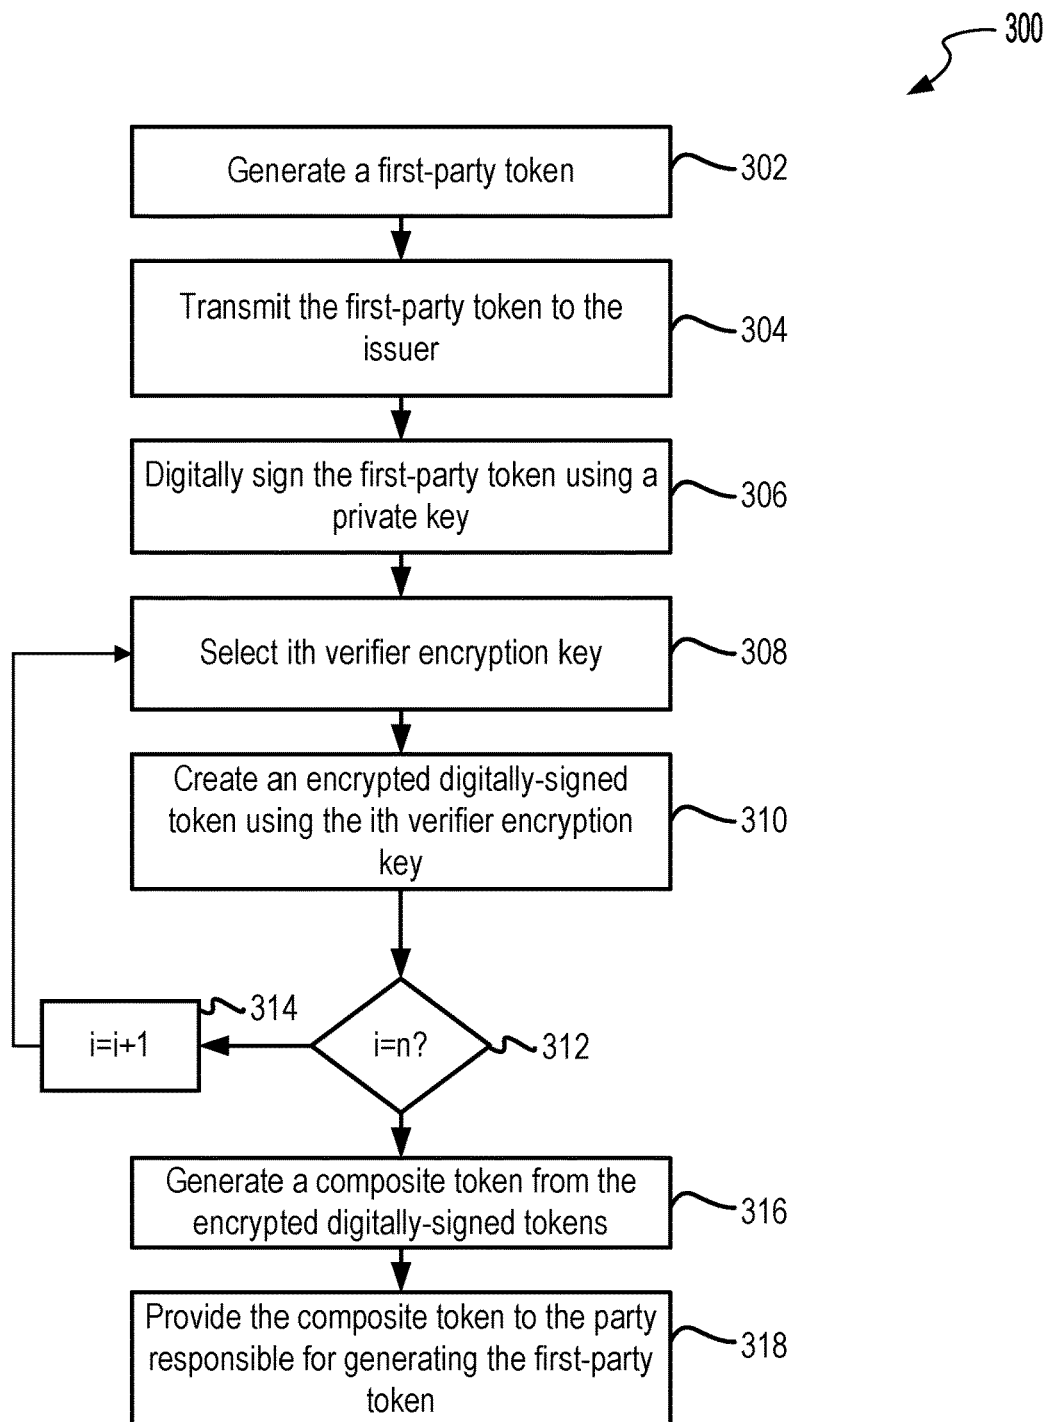 300
Generate a first-party token
302
Transmit the first-party token to the
issuer
304
Digitally sign the first-party token using a
private key
306
Select ith verifier encryption key
308
Create an encrypted digitally-signed
token using the ith verifier encryption
key
310
314
i=i+1
i=n?
312
Generate a composite token from the
encrypted digitally-signed tokens
316
Provide the composite token to the party
responsible for generating the first-party
token
318